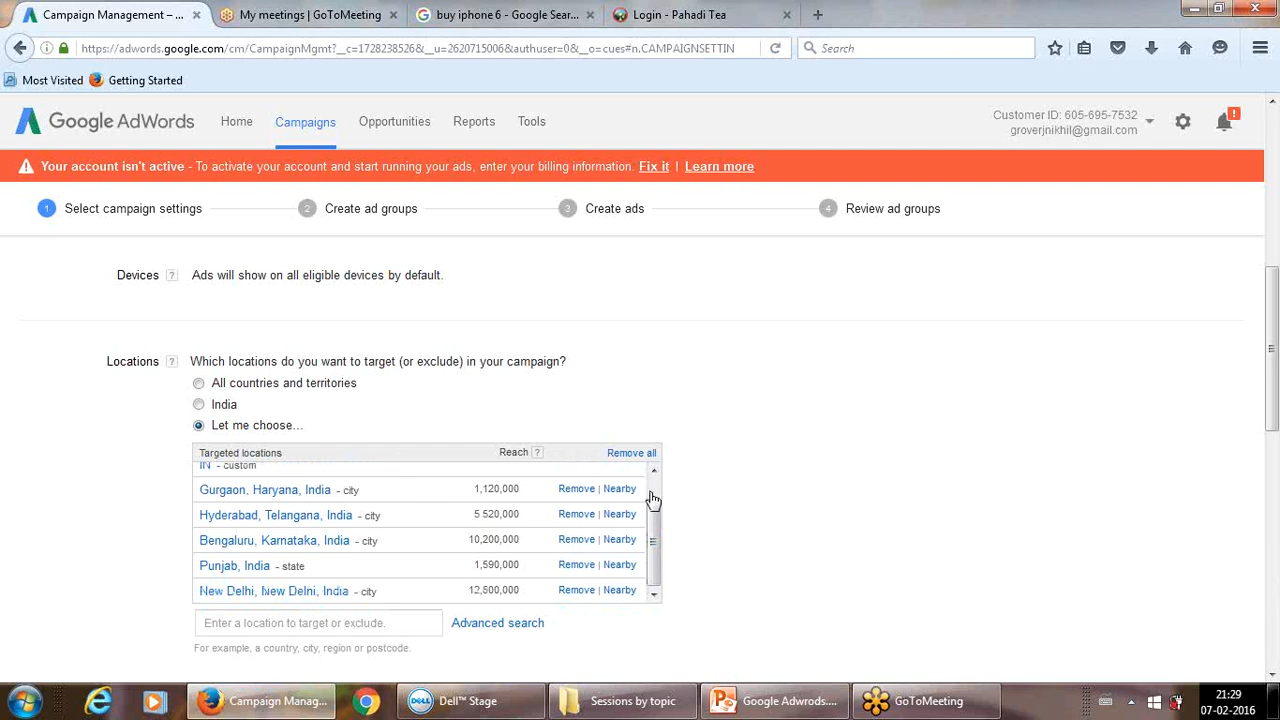 Campaign Management – ...
My meetings | GoToMeeting
buy iphone 6 - Google Sear...
Login - Pahadi Tea
https://adwords.google.com/cm/CampaignMgmt?__c=1728238526&__u=2620715006&authuser=0&__o=cues#n.CAMPAIGNSETTIN
Search
Most Visited
Getting Started
Google AdWords
Home
Campaigns
Opportunities
Reports
Tools
Customer ID: 605-695-7532
groverjnikhil@gmail.com
Your account isn't active - To activate your account and start running your ads, enter your billing information. Fix it | Learn more
1 Select campaign settings
2 Create ad groups
3 Create ads
4 Review ad groups
Devices ? Ads will show on all eligible devices by default.
Locations ? Which locations do you want to target (or exclude) in your campaign?
All countries and territories
India
Let me choose...
Targeted locations Reach ? Remove all
IN - custom
Gurgaon, Haryana, India - city 1,120,000 Remove | Nearby
Hyderabad, Telangana, India - city 5 520,000 Remove | Nearby
Bengaluru, Karnataka, India - city 10,200,000 Remove | Nearby
Punjab, India - state 1,590,000 Remove | Nearby
New Delhi, New Delhi, India - city 12,600,000 Remove | Nearby
Enter a location to target or exclude. Advanced search
For example, a country, city, region or postcode.
Campaign Manag...
Dell™ Stage
Sessions by topic
Google Adwrods....
GoToMeeting
21:29
07-02-2016